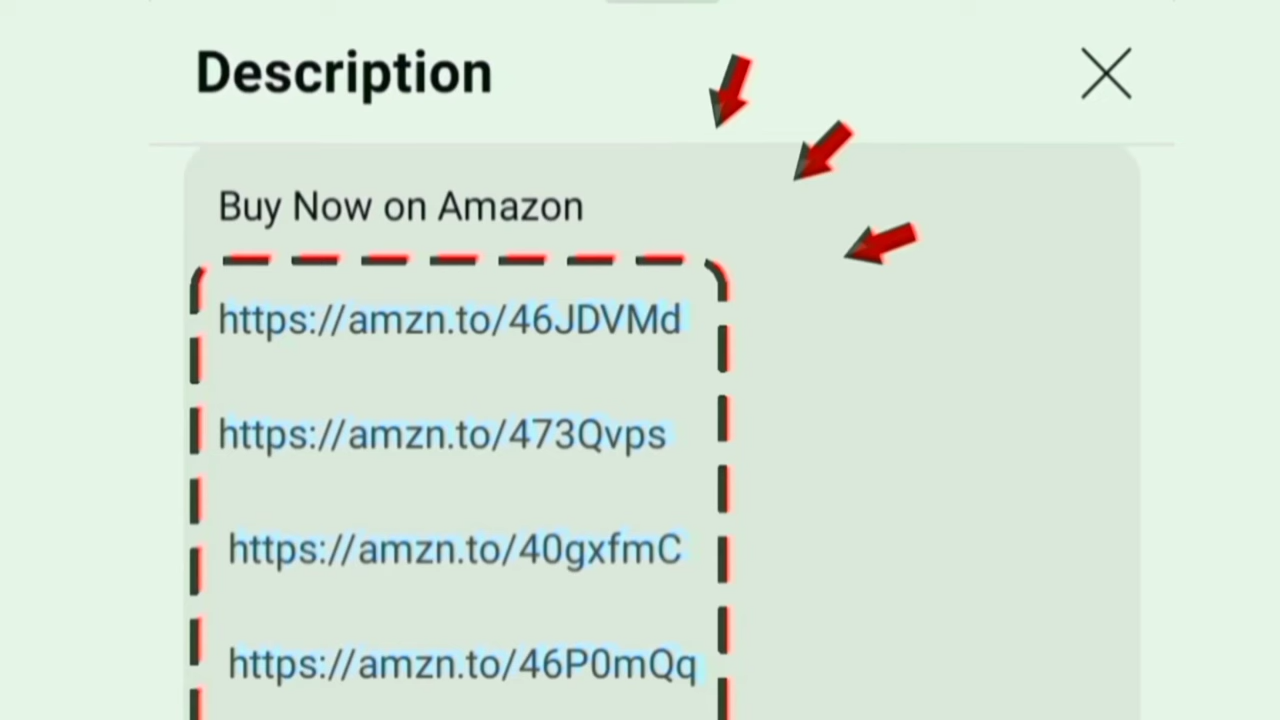 Description
Buy Now on Amazon
https://amzn.to/46JDVMd
https://amzn.to/473Qvps
https://amzn.to/40gxfmC
https://amzn.to/46P0mQq